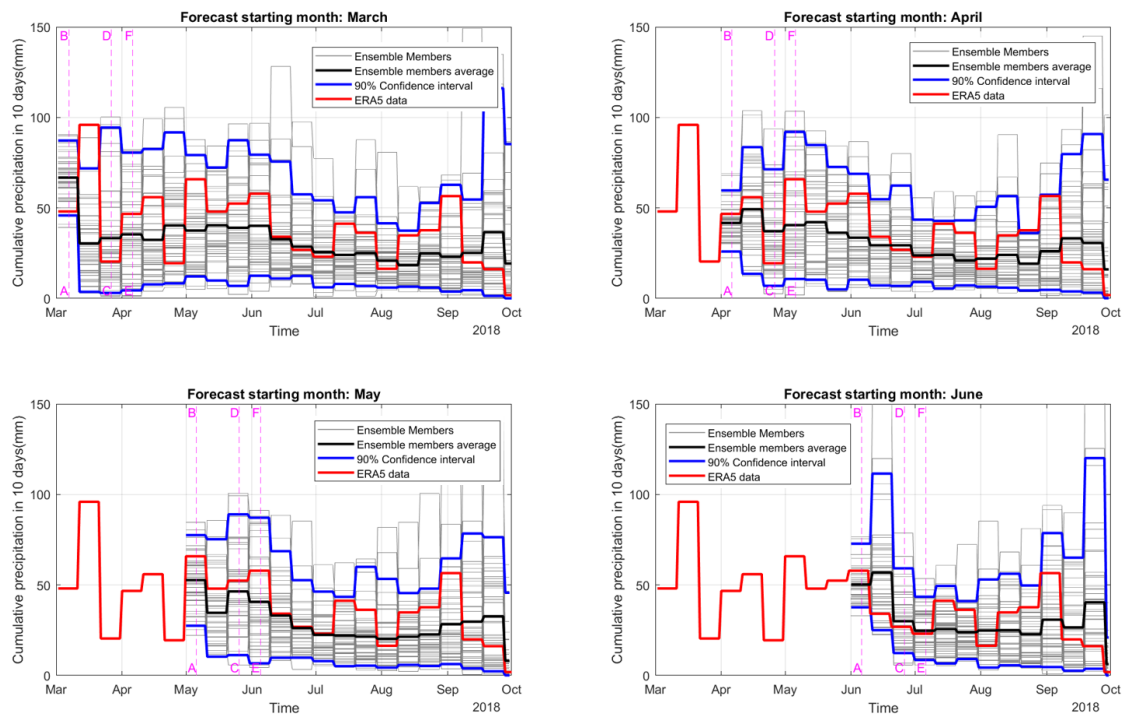 Forecast starting month: March
Cumulative precipitation in 10 days(mm)
150
100
50
0
B D F
A C E
Ensemble Members
Ensemble members average
90% Confidence interval
ERA5 data
Mar Apr May Jun Jul Aug Sep Oct
Time
2018
Forecast starting month: April
Cumulative precipitation in 10 days(mm)
150
100
50
0
B D F
A C E
Ensemble Members
Ensemble members average
90% Confidence interval
ERA5 data
Mar Apr May Jun Jul Aug Sep Oct
Time
2018
Forecast starting month: May
Cumulative precipitation in 10 days(mm)
150
100
50
0
B D F
A C E
Ensemble Members
Ensemble members average
90% Confidence interval
ERA5 data
Mar Apr May Jun Jul Aug Sep Oct
Time
2018
Forecast starting month: June
Cumulative precipitation in 10 days(mm)
150
100
50
0
B D F
A C E
Ensemble Members
Ensemble members average
90% Confidence interval
ERA5 data
Mar Apr May Jun Jul Aug Sep Oct
Time
2018